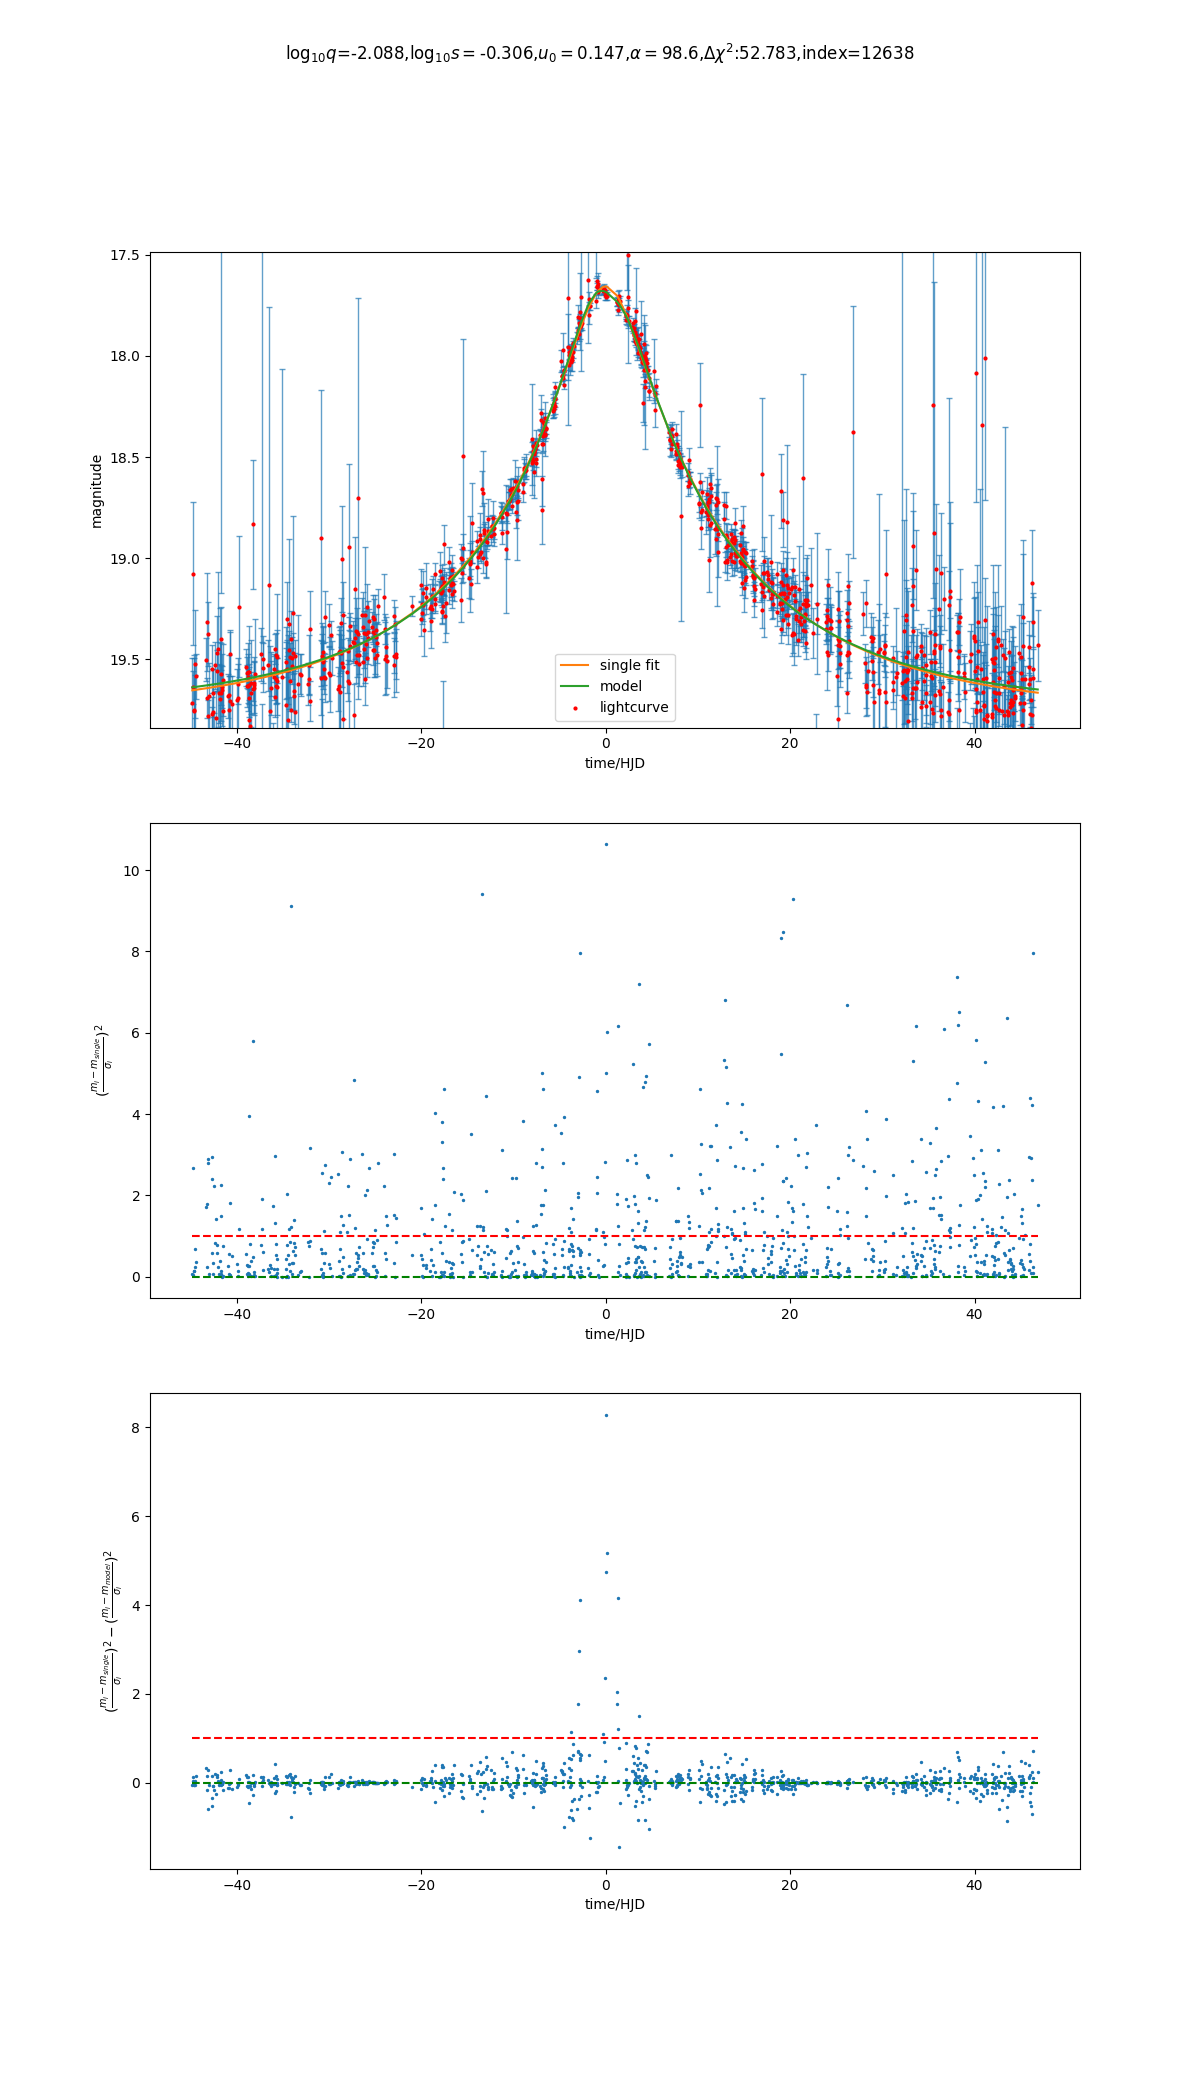 log₁₀q=-2.088,log₁₀s = -0.306,u₀ = 0.147,α = 98.6,Δχ²:52.783,index=12638
17.5
18.0
18.5
19.0
19.5
magnitude
single fit
model
lightcurve
−40 −20 0 20 40
time/HJD
10
8
6
4
2
0
((mᵢ − m_single)/σᵢ)²
−40 −20 0 20 40
time/HJD
8
6
4
2
0
((mᵢ − m_single)/σᵢ)² − ((mᵢ − m_model)/σᵢ)²
−40 −20 0 20 40
time/HJD